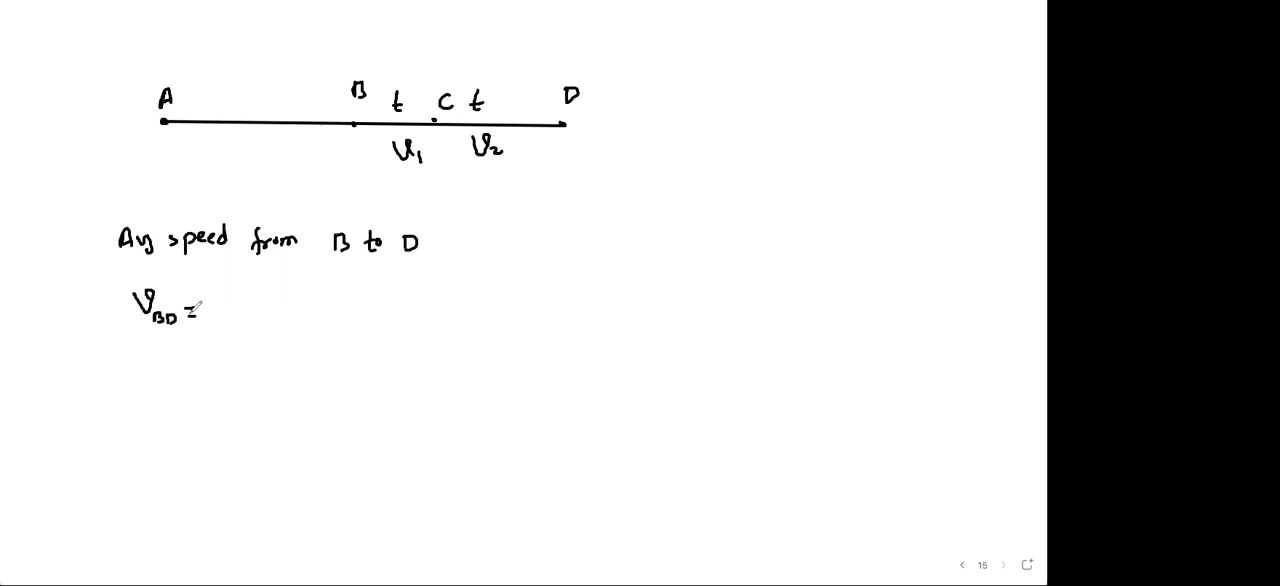 A B t C t D
V₁ V₂
Avg speed from B to D
V_BD =
15